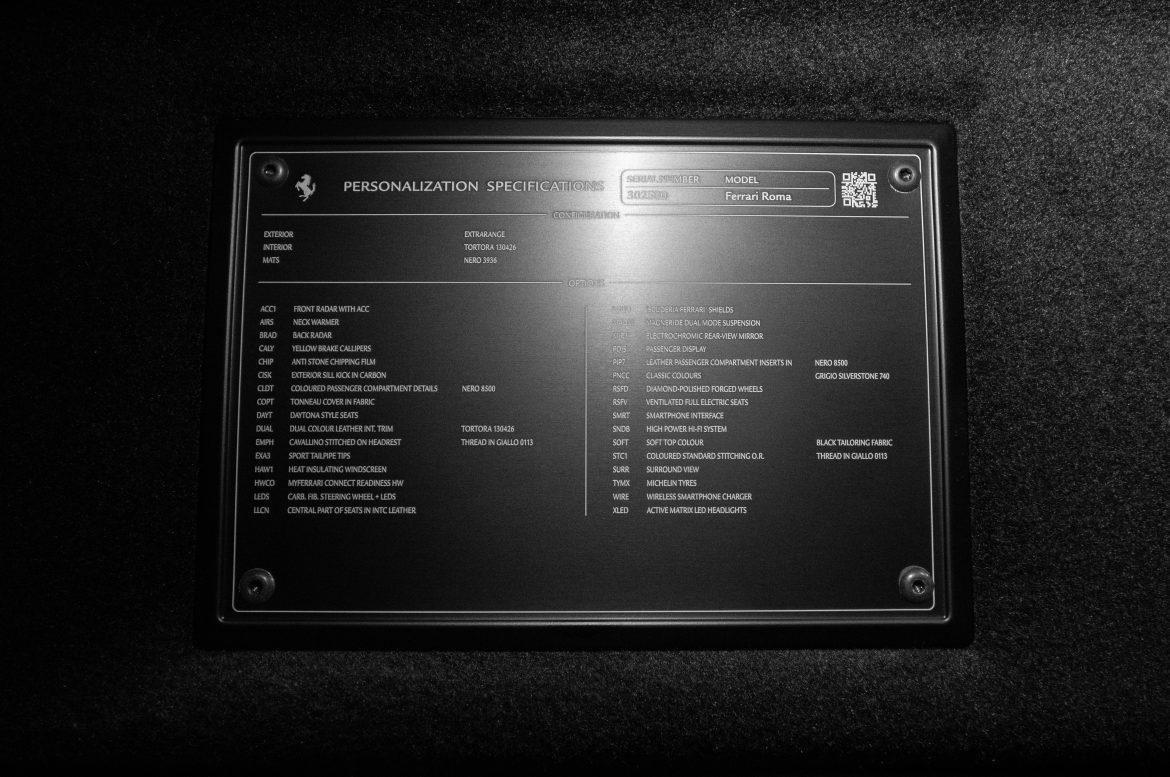 PERSONALIZATION SPECIFICATIONS
SERIAL NUMBER MODEL
Ferrari Roma
CONFIGURATION
EXTERIOR EXTRARANGE
INTERIOR TORTORA 130426
MATS NERO 3936
OPTIONS
ACC1 FRONT RADAR WITH ACC
AIRS NECK WARMER
BRAD BACK RADAR
CALY YELLOW BRAKE CALLIPERS
CHIP ANTI STONE CHIPPING FILM
CISK EXTERIOR SILL KICK IN CARBON
CLDT COLOURED PASSENGER COMPARTMENT DETAILS NERO 8500
COPT TONNEAU COVER IN FABRIC
DAYT DAYTONA STYLE SEATS
DUAL DUAL COLOUR LEATHER INT. TRIM TORTORA 130426
EMPH CAVALLINO STITCHED ON HEADREST THREAD IN GIALLO 0113
EXA3 SPORT TAILPIPE TIPS
HAW1 HEAT INSULATING WINDSCREEN
HWCO MYFERRARI CONNECT READINESS HW
LEDS CARB. FIB. STEERING WHEEL + LEDS
LLCN CENTRAL PART OF SEATS IN INTC LEATHER
SCUDERIA FERRARI SHIELDS
MAGNERIDE DUAL MODE SUSPENSION
ELECTROCHROMIC REAR-VIEW MIRROR
PDIS PASSENGER DISPLAY
PIP7 LEATHER PASSENGER COMPARTMENT INSERTS IN NERO 8500
PNCC CLASSIC COLOURS GRIGIO SILVERSTONE 740
RSFD DIAMOND-POLISHED FORGED WHEELS
RSFV VENTILATED FULL ELECTRIC SEATS
SMRT SMARTPHONE INTERFACE
SNDB HIGH POWER HI-FI SYSTEM
SOFT SOFT TOP COLOUR BLACK TAILORING FABRIC
STC1 COLOURED STANDARD STITCHING O.R. THREAD IN GIALLO 0113
SURR SURROUND VIEW
TYMX MICHELIN TYRES
WIRE WIRELESS SMARTPHONE CHARGER
XLED ACTIVE MATRIX LED HEADLIGHTS